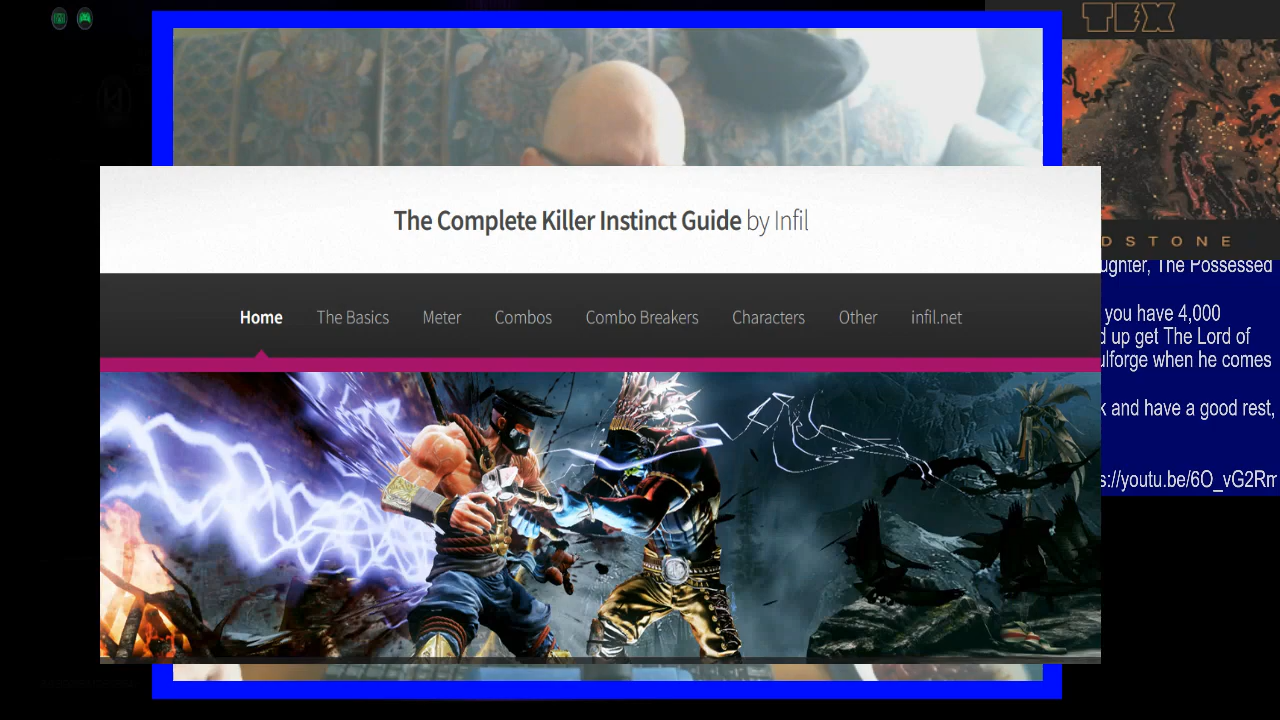 TEX
DSTONE
ughter, The Possessed
you have 4,000
d up get The Lord of
ulforge when he comes
k and have a good rest,
s://youtu.be/6O_vG2Rm
The Complete Killer Instinct Guide by Infil
Home The Basics Meter Combos Combo Breakers Characters Other infil.net